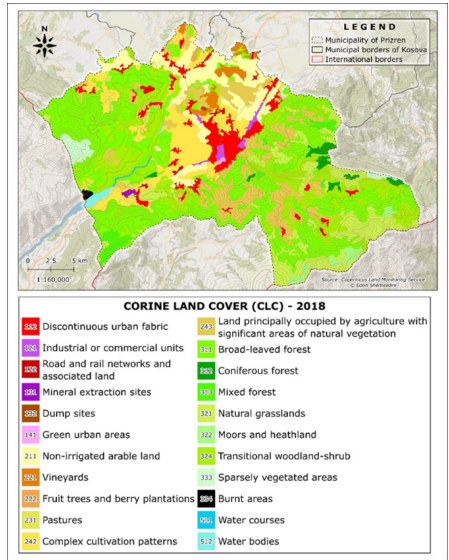 N
LEGEND
Municipality of Prizren
Municipal borders of Kosova
International borders
0 2.5 5 km
1:160,000
Source: Copernicus Land Monitoring Service
© Edon Shemsedini
CORINE LAND COVER (CLC) - 2018
112 Discontinuous urban fabric
121 Industrial or commercial units
122 Road and rail networks and
associated land
131 Mineral extraction sites
132 Dump sites
141 Green urban areas
211 Non-irrigated arable land
221 Vineyards
222 Fruit trees and berry plantations
231 Pastures
242 Complex cultivation patterns
243 Land principally occupied by agriculture with
significant areas of natural vegetation
311 Broad-leaved forest
312 Coniferous forest
313 Mixed forest
321 Natural grasslands
322 Moors and heathland
324 Transitional woodland-shrub
333 Sparsely vegetated areas
334 Burnt areas
511 Water courses
512 Water bodies